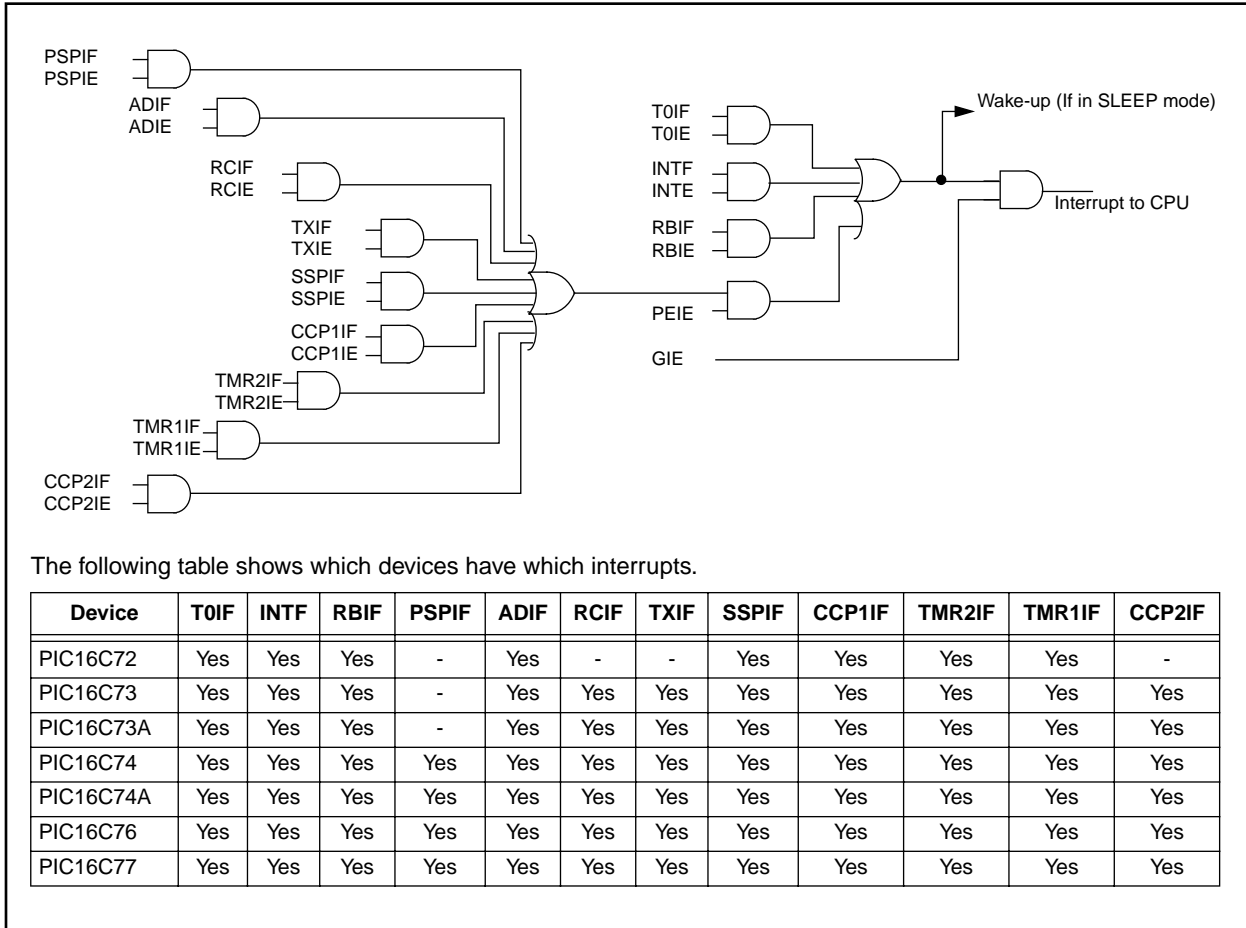 PSPIF
PSPIE
ADIF
ADIE
RCIF
RCIE
TXIF
TXIE
SSPIF
SSPIE
CCP1IF
CCP1IE
TMR2IF
TMR2IE
TMR1IF
TMR1IE
CCP2IF
CCP2IE
T0IF
T0IE
INTF
INTE
RBIF
RBIE
PEIE
GIE
Wake-up (If in SLEEP mode)
Interrupt to CPU
The following table shows which devices have which interrupts.
Device T0IF INTF RBIF PSPIF ADIF RCIF TXIF SSPIF CCP1IF TMR2IF TMR1IF CCP2IF
PIC16C72 Yes Yes Yes - Yes - - Yes Yes Yes Yes -
PIC16C73 Yes Yes Yes - Yes Yes Yes Yes Yes Yes Yes Yes
PIC16C73A Yes Yes Yes - Yes Yes Yes Yes Yes Yes Yes Yes
PIC16C74 Yes Yes Yes Yes Yes Yes Yes Yes Yes Yes Yes Yes
PIC16C74A Yes Yes Yes Yes Yes Yes Yes Yes Yes Yes Yes Yes
PIC16C76 Yes Yes Yes Yes Yes Yes Yes Yes Yes Yes Yes Yes
PIC16C77 Yes Yes Yes Yes Yes Yes Yes Yes Yes Yes Yes Yes